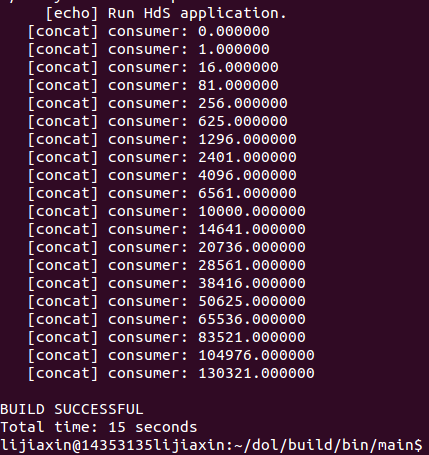 [echo] Run HdS application.
[concat] consumer: 0.000000
[concat] consumer: 1.000000
[concat] consumer: 16.000000
[concat] consumer: 81.000000
[concat] consumer: 256.000000
[concat] consumer: 625.000000
[concat] consumer: 1296.000000
[concat] consumer: 2401.000000
[concat] consumer: 4096.000000
[concat] consumer: 6561.000000
[concat] consumer: 10000.000000
[concat] consumer: 14641.000000
[concat] consumer: 20736.000000
[concat] consumer: 28561.000000
[concat] consumer: 38416.000000
[concat] consumer: 50625.000000
[concat] consumer: 65536.000000
[concat] consumer: 83521.000000
[concat] consumer: 104976.000000
[concat] consumer: 130321.000000
BUILD SUCCESSFUL
Total time: 15 seconds
lijiaxin@14353135lijiaxin:~/dol/build/bin/main$